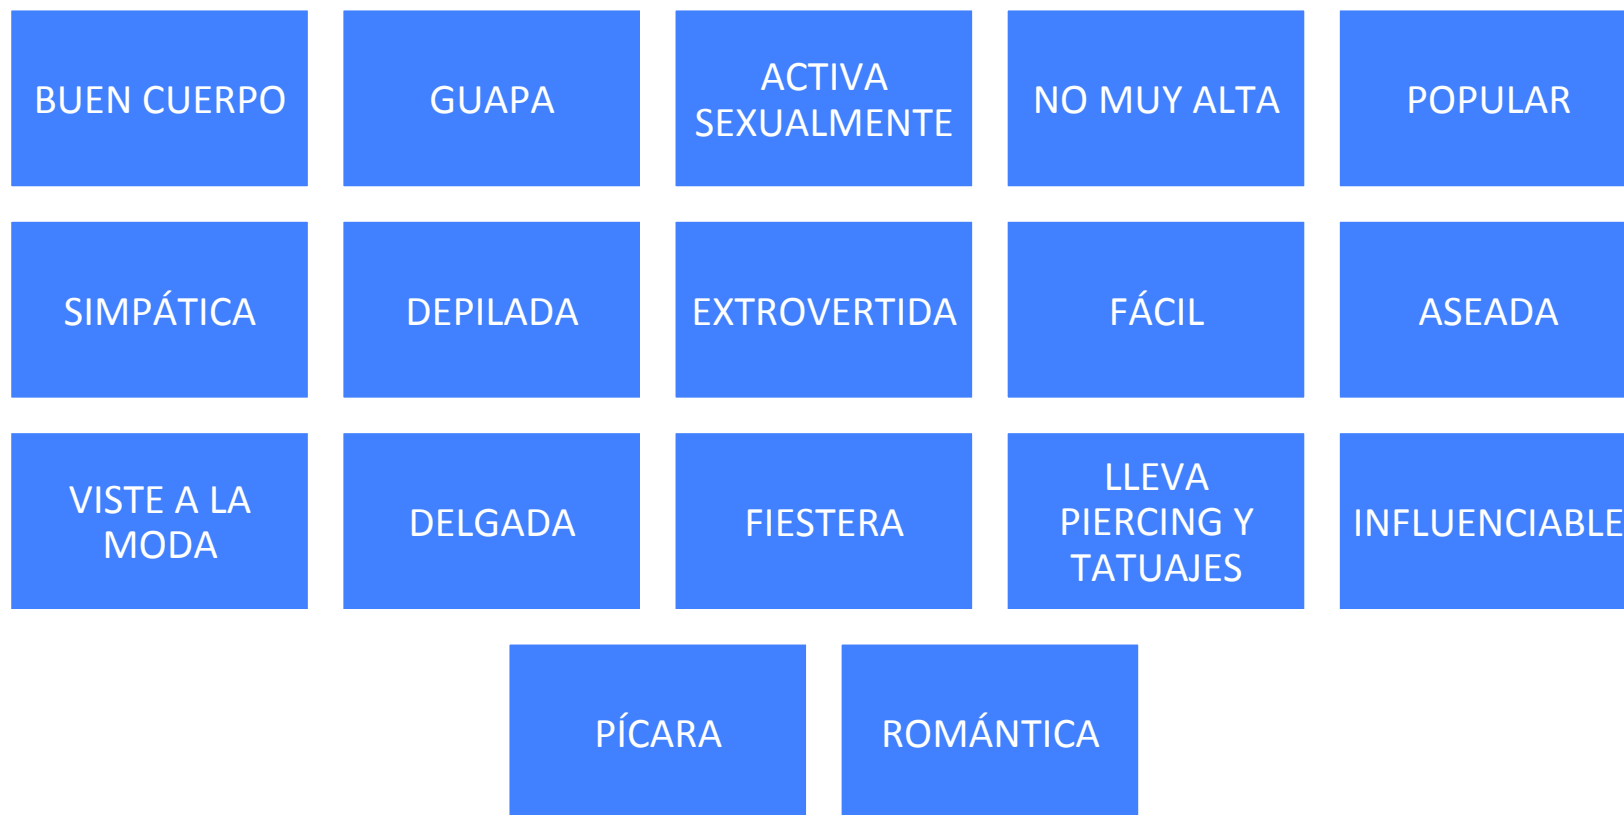 BUEN CUERPO
GUAPA
ACTIVA
SEXUALMENTE
NO MUY ALTA
POPULAR
SIMPÁTICA
DEPILADA
EXTROVERTIDA
FÁCIL
ASEADA
VISTE A LA
MODA
DELGADA
FIESTERA
LLEVA
PIERCING Y
TATUAJES
INFLUENCIABLE
PÍCARA
ROMÁNTICA